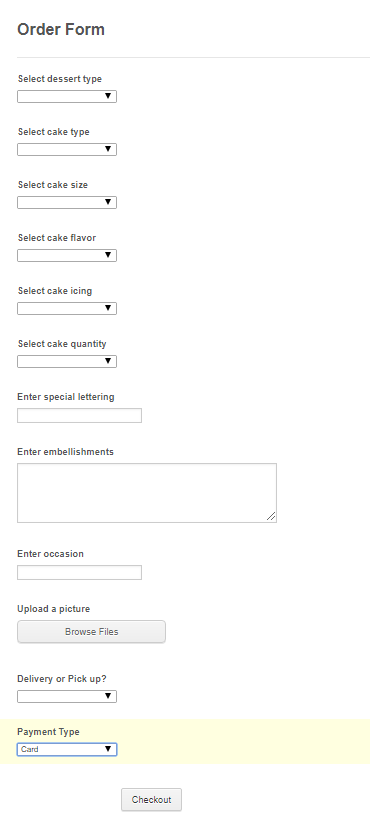 Order Form
Select dessert type
Select cake type
Select cake size
Select cake flavor
Select cake icing
Select cake quantity
Enter special lettering
Enter embellishments
Enter occasion
Upload a picture
Browse Files
Delivery or Pick up?
Payment Type
Card
Checkout